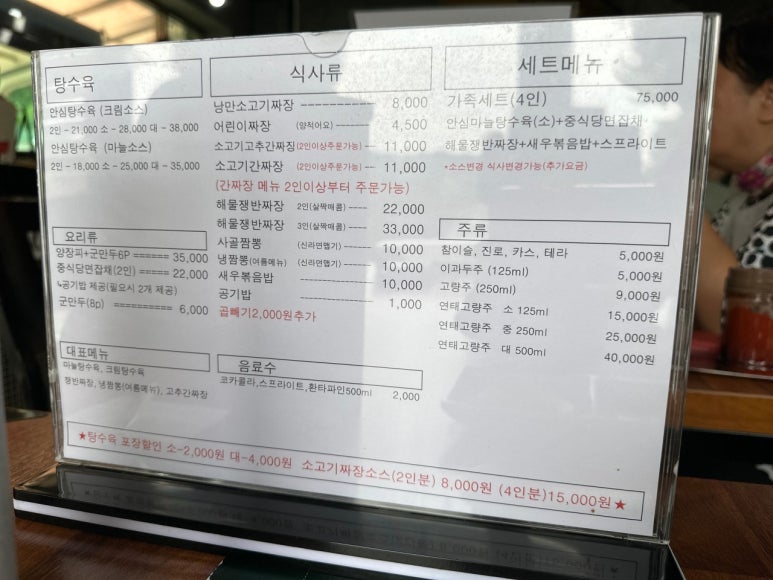 탕수육
안심탕수육 (크림소스)
2인-21,000 소-28,000 대-38,000
안심탕수육 (마늘소스)
2인-18,000 소-25,000 대-35,000
요리류
양장피+군만두6P ====== 35,000
중식당면잡채(2인) ===== 22,000
↳공기밥 제공(필요시 2개 제공)
군만두(8p) ========== 6,000
대표메뉴
마늘탕수육, 크림탕수육
쟁반짜장, 냉짬뽕(여름메뉴), 고추간짜장
식사류
낭만소고기짜장 ---------- 8,000
어린이짜장 (양적어요) ---- 4,500
소고기고추간짜장(2인이상주문가능) --- 11,000
소고기간짜장 (2인이상주문가능) --- 11,000
(간짜장 메뉴 2인이상부터 주문가능)
해물쟁반짜장 2인(살짝매콤) ---- 22,000
해물쟁반짜장 3인(살짝매콤) ---- 33,000
사골짬뽕 (신라면맵기) ---- 10,000
냉짬뽕(여름메뉴) (신라면맵기) ---- 10,000
새우볶음밥 ---- 10,000
공기밥 ---- 1,000
곱빼기2,000원추가
음료수
코카콜라,스프라이트,환타파인500ml 2,000
세트메뉴
가족세트(4인) 75,000
안심마늘탕수육(소)+중식당면잡채
해물쟁반짜장+새우볶음밥+스프라이트
*소스변경 식사변경가능(추가요금)
주류
참이슬, 진로, 카스, 테라 5,000원
이과두주 (125ml) 5,000원
고량주 (250ml) 9,000원
연태고량주 소 125ml 15,000원
연태고량주 중 250ml 25,000원
연태고량주 대 500ml 40,000원
★탕수육 포장할인 소-2,000원 대-4,000원 소고기짜장소스(2인분) 8,000원 (4인분)15,000원★